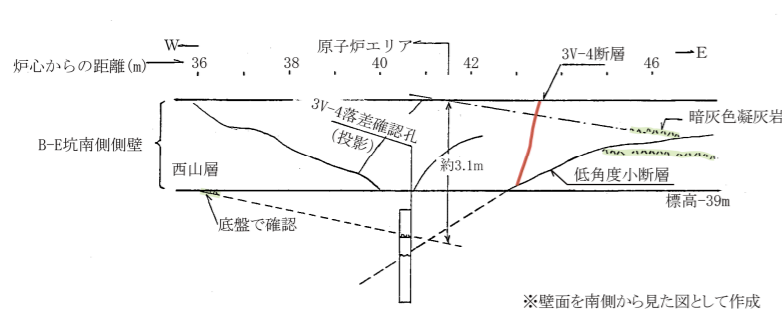 W
原子炉エリア
3V-4断層
E
炉心からの距離(m)
36
38
40
42
46
3V-4落差確認孔
(投影)
暗灰色凝灰岩
B-E坑南側側壁
西山層
約3.1m
低角度小断層
標高-39m
底盤で確認
※壁面を南側から見た図として作成